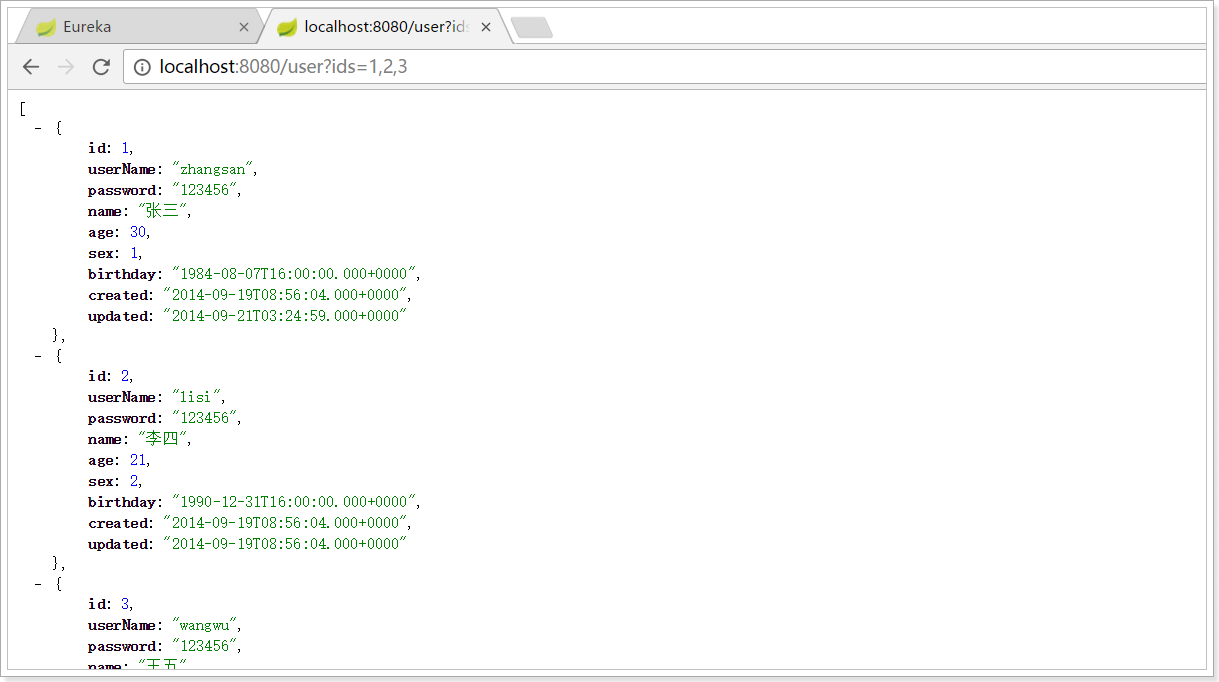 Eureka
localhost:8080/user?ids
localhost:8080/user?ids=1,2,3
[
- {
id: 1,
userName: "zhangsan",
password: "123456",
name: "张三",
age: 30,
sex: 1,
birthday: "1984-08-07T16:00:00.000+0000",
created: "2014-09-19T08:56:04.000+0000",
updated: "2014-09-21T03:24:59.000+0000"
},
- {
id: 2,
userName: "lisi",
password: "123456",
name: "李四",
age: 21,
sex: 2,
birthday: "1990-12-31T16:00:00.000+0000",
created: "2014-09-19T08:56:04.000+0000",
updated: "2014-09-19T08:56:04.000+0000"
},
- {
id: 3,
userName: "wangwu",
password: "123456",
name: "王五"